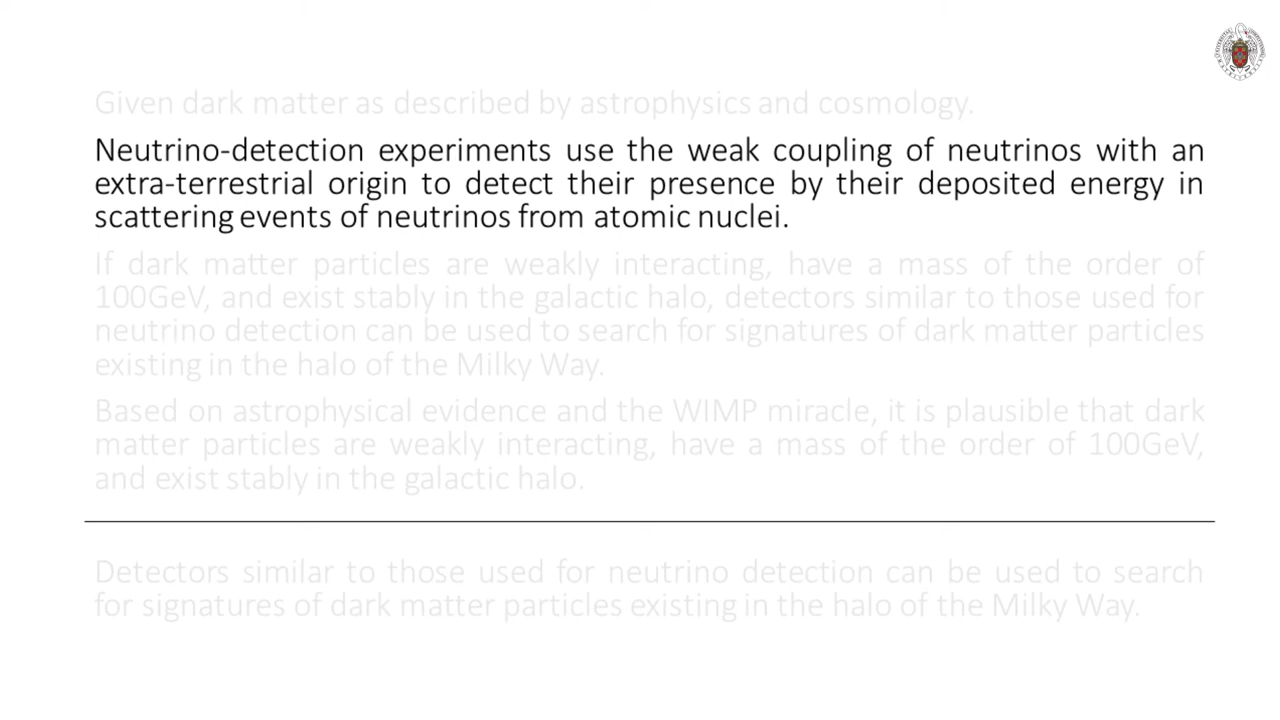 Given dark matter as described by astrophysics and cosmology.
Neutrino-detection experiments use the weak coupling of neutrinos with an
extra-terrestrial origin to detect their presence by their deposited energy in
scattering events of neutrinos from atomic nuclei.
If dark matter particles are weakly interacting, have a mass of the order of
100GeV, and exist stably in the galactic halo, detectors similar to those used for
neutrino detection can be used to search for signatures of dark matter particles
existing in the halo of the Milky Way.
Based on astrophysical evidence and the WIMP miracle, it is plausible that dark
matter particles are weakly interacting, have a mass of the order of 100GeV,
and exist stably in the galactic halo.
Detectors similar to those used for neutrino detection can be used to search
for signatures of dark matter particles existing in the halo of the Milky Way.